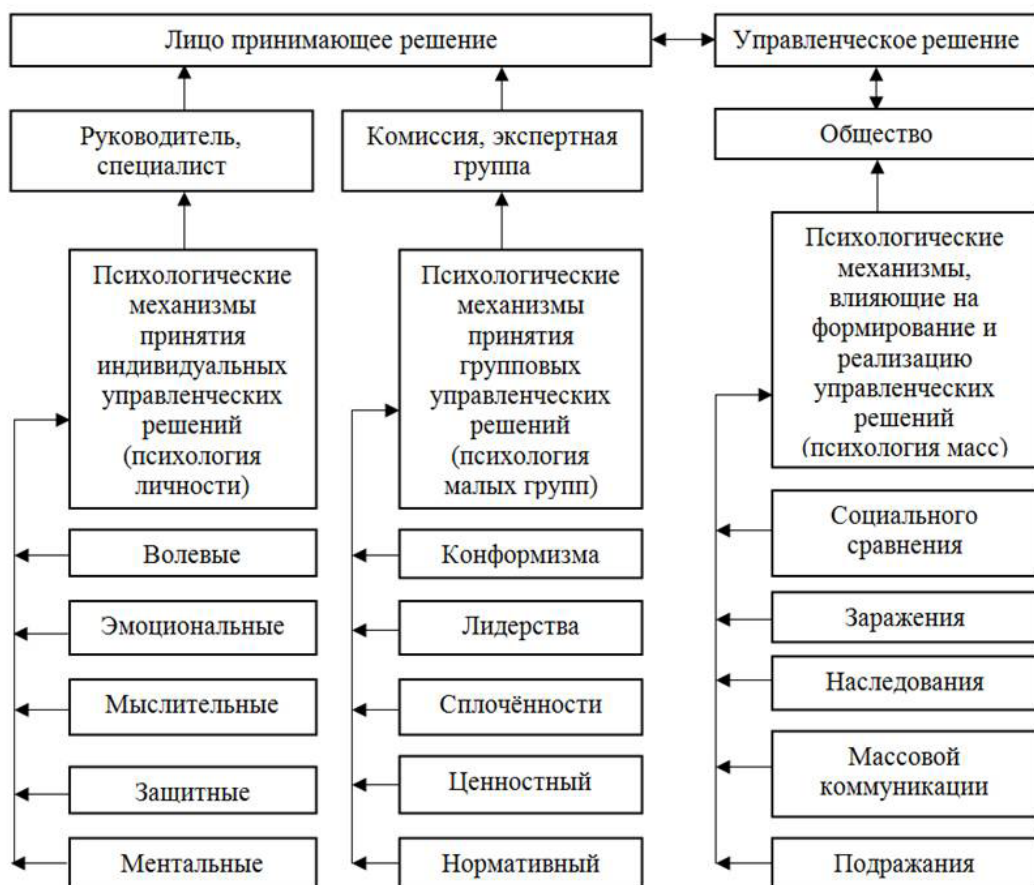 Лицо принимающее решение
Управленческое решение
Руководитель,
специалист
Комиссия, экспертная
группа
Общество
Психологические
механизмы
принятия
индивидуальных
управленческих
решений
(психология
личности)
Психологические
механизмы
принятия
групповых
управленческих
решений
(психология
малых групп)
Психологические
механизмы,
влияющие на
формирование и
реализацию
управленческих
решений
(психология масс)
Волевые
Эмоциональные
Мыслительные
Защитные
Ментальные
Конформизма
Лидерства
Сплочённости
Ценностный
Нормативный
Социального
сравнения
Заражения
Наследования
Массовой
коммуникации
Подражания